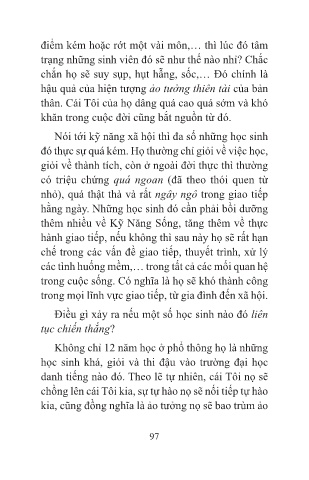 điểm kém hoặc rớt một vài môn,… thì lúc đó tâm
trạng những sinh viên đó sẽ như thế nào nhỉ? Chắc
chắn họ sẽ suy sụp, hụt hẫng, sốc,… Đó chính là
hậu quả của hiện tượng ảo tưởng thiên tài của bản
thân. Cái Tôi của họ dâng quá cao quá sớm và khó
khăn trong cuộc đời cũng bắt nguồn từ đó.
Nói tới kỹ năng xã hội thì đa số những học sinh
đó thực sự quá kém. Họ thường chỉ giỏi về việc học,
giỏi về thành tích, còn ở ngoài đời thực thì thường
có triệu chứng quá ngoan (đã theo thói quen từ
nhỏ), quá thật thà và rất ngây ngô trong giao tiếp
hằng ngày. Những học sinh đó cần phải bồi dưỡng
thêm nhiều về Kỹ Năng Sống, tăng thêm về thực
hành giao tiếp, nếu không thì sau này họ sẽ rất hạn
chế trong các vấn đề giao tiếp, thuyết trình, xử lý
các tình huống mềm,… trong tất cả các mối quan hệ
trong cuộc sống. Có nghĩa là họ sẽ khó thành công
trong mọi lĩnh vực giao tiếp, từ gia đình đến xã hội.
Điều gì xảy ra nếu một số học sinh nào đó liên
tục chiến thắng?
Không chỉ 12 năm học ở phổ thông họ là những
học sinh khá, giỏi và thi đậu vào trường đại học
danh tiếng nào đó. Theo lẽ tự nhiên, cái Tôi nọ sẽ
chồng lên cái Tôi kia, sự tự hào nọ sẽ nối tiếp tự hào
kia, cũng đồng nghĩa là ảo tưởng nọ sẽ bao trùm ảo
97